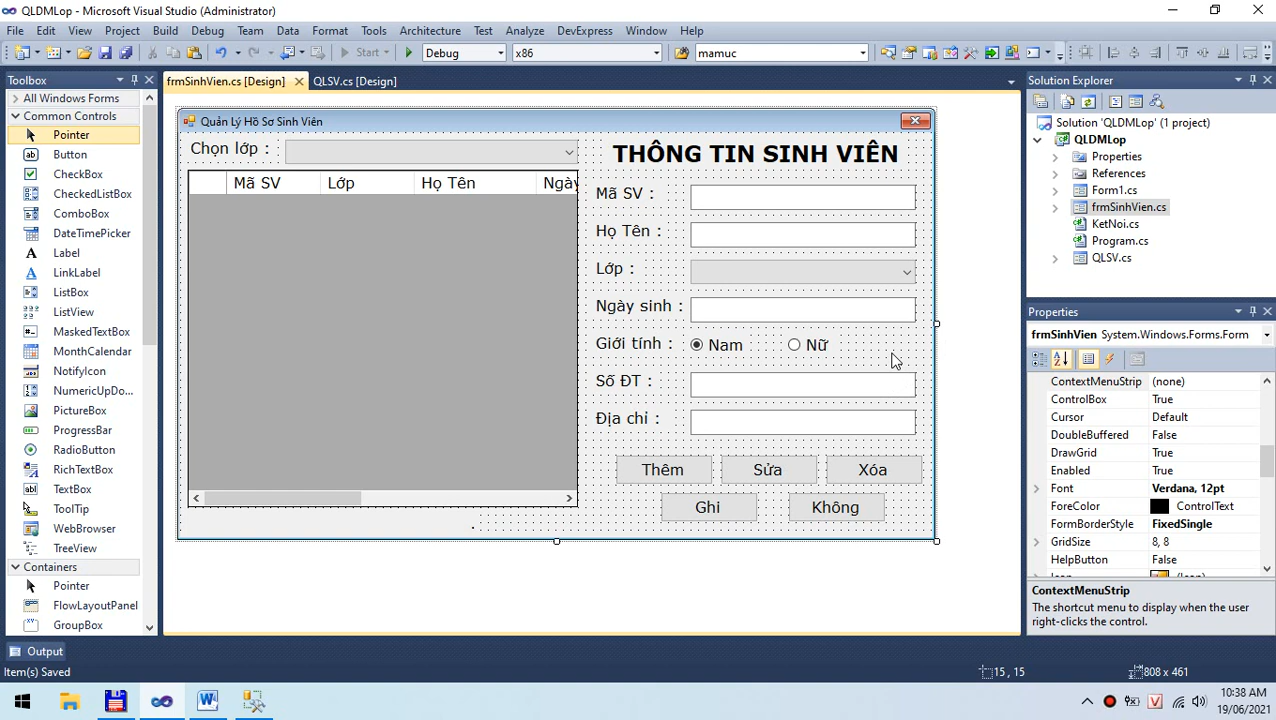 QLDMLop - Microsoft Visual Studio (Administrator)
File Edit View Project Build Debug Team Data Format Tools Architecture Test Analyze DevExpress Window Help
Start Debug x86 mamuc
Toolbox
All Windows Forms
Common Controls
Pointer
Button
CheckBox
CheckedListBox
ComboBox
DateTimePicker
Label
LinkLabel
ListBox
ListView
MaskedTextBox
MonthCalendar
NotifyIcon
NumericUpDo...
PictureBox
ProgressBar
RadioButton
RichTextBox
TextBox
ToolTip
WebBrowser
TreeView
Containers
Pointer
FlowLayoutPanel
GroupBox
frmSinhVien.cs [Design] QLSV.cs [Design]
Quản Lý Hồ Sơ Sinh Viên
Chọn lớp :
Mã SV Lớp Họ Tên Ngày
THÔNG TIN SINH VIÊN
Mã SV :
Họ Tên :
Lớp :
Ngày sinh :
Giới tính : Nam Nữ
Số ĐT :
Địa chỉ :
Thêm Sửa Xóa
Ghi Không
Solution Explorer
Solution 'QLDMLop' (1 project)
QLDMLop
Properties
References
Form1.cs
frmSinhVien.cs
KetNoi.cs
Program.cs
QLSV.cs
Properties
frmSinhVien System.Windows.Forms.Form
ContextMenuStrip (none)
ControlBox True
Cursor Default
DoubleBuffered False
DrawGrid True
Enabled True
Font Verdana, 12pt
ForeColor ControlText
FormBorderStyle FixedSingle
GridSize 8, 8
HelpButton False
ContextMenuStrip
The shortcut menu to display when the user right-clicks the control.
Output
Item(s) Saved 15 , 15 808 x 461
10:38 AM
19/06/2021